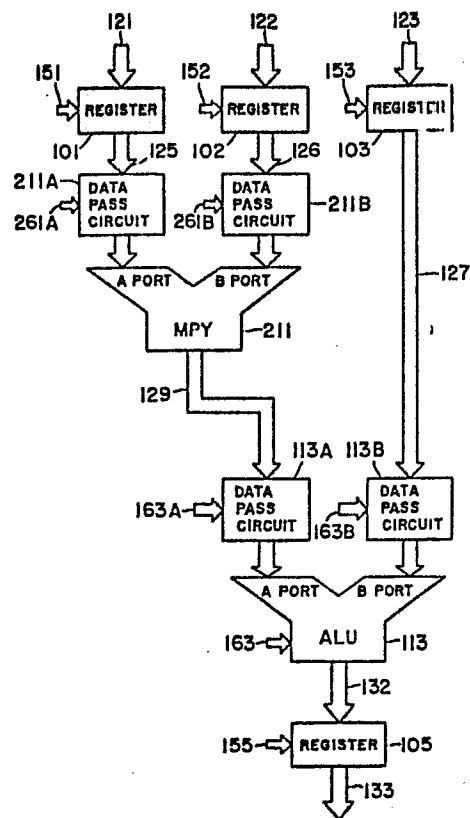 121 122 123
151 152 153
REGISTER REGISTER REGISTER
101 125 102 126 103
211A DATA PASS CIRCUIT 261A
DATA PASS CIRCUIT 261B 211B
127
A PORT B PORT
MPY 211
129
113A 113B
163A DATA PASS CIRCUIT
DATA PASS CIRCUIT 163B
A PORT B PORT
163 ALU 113
132
155 REGISTER 105
133